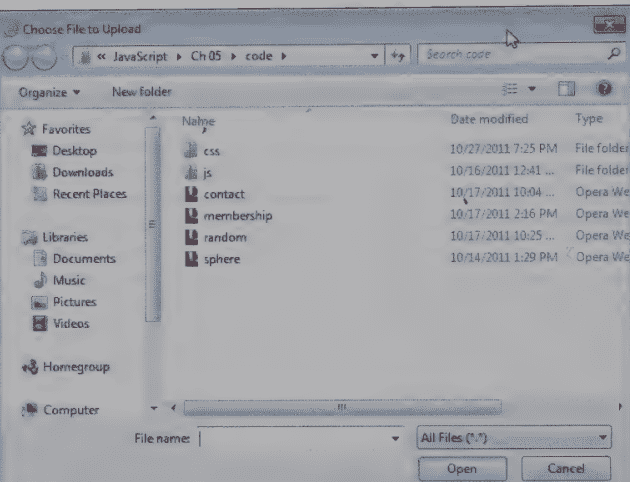 Choose File to Upload
« JavaScript ▸ Ch 05 ▸ code ▸
Search code
Organize ▾ New folder
Name Date modified Type
Favorites
Desktop
Downloads
Recent Places
Libraries
Documents
Music
Pictures
Videos
Homegroup
Computer
css 10/27/2011 7:25 PM File folder
js 10/16/2011 12:41 ... File folder
contact 10/17/2011 10:04 ... Opera We
membership 10/17/2011 2:16 PM Opera We
random 10/17/2011 10:25 ... Opera We
sphere 10/14/2011 1:29 PM Opera We
File name: All Files (*.*)
Open Cancel